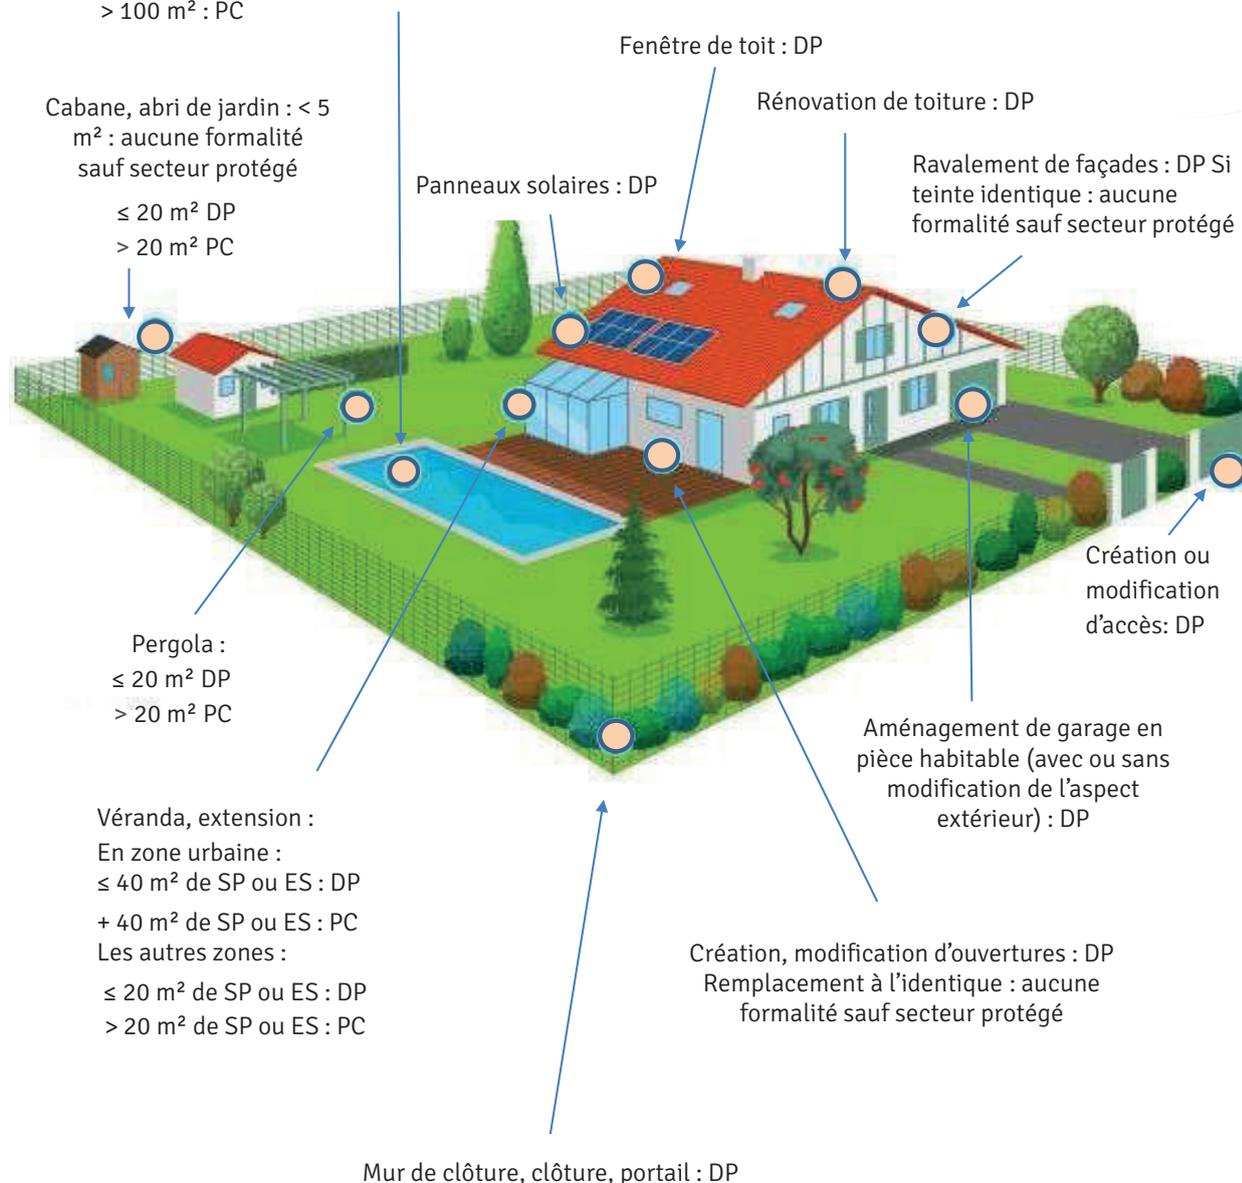 > 100 m² : PC
Fenêtre de toit : DP
Rénovation de toiture : DP
Cabane, abri de jardin : < 5
m² : aucune formalité
sauf secteur protégé
≤ 20 m² DP
> 20 m² PC
Panneaux solaires : DP
Ravalement de façades : DP Si
teinte identique : aucune
formalité sauf secteur protégé
Création ou
modification
d’accès: DP
Pergola :
≤ 20 m² DP
> 20 m² PC
Aménagement de garage en
pièce habitable (avec ou sans
modification de l’aspect
extérieur) : DP
Véranda, extension :
En zone urbaine :
≤ 40 m² de SP ou ES : DP
+ 40 m² de SP ou ES : PC
Les autres zones :
≤ 20 m² de SP ou ES : DP
> 20 m² de SP ou ES : PC
Création, modification d’ouvertures : DP
Remplacement à l’identique : aucune
formalité sauf secteur protégé
Mur de clôture, clôture, portail : DP